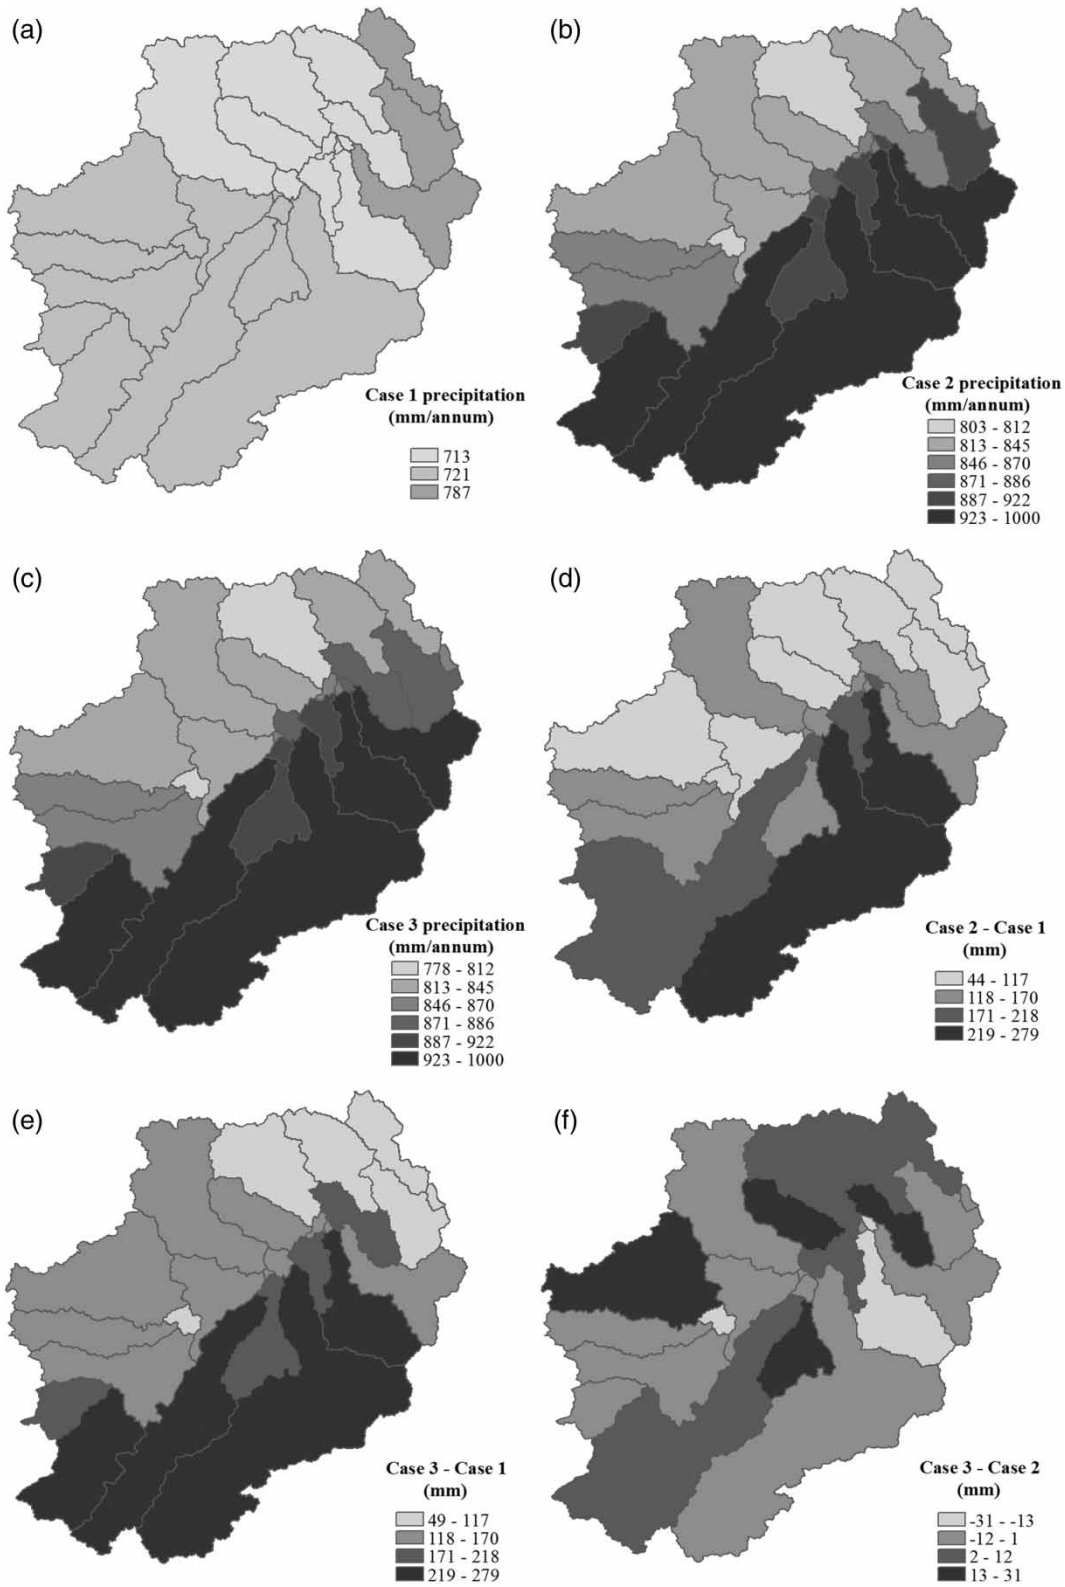 (a)
Case 1 precipitation
(mm/annum)
713
721
787
(b)
Case 2 precipitation
(mm/annum)
803 - 812
813 - 845
846 - 870
871 - 886
887 - 922
923 - 1000
(c)
Case 3 precipitation
(mm/annum)
778 - 812
813 - 845
846 - 870
871 - 886
887 - 922
923 - 1000
(d)
Case 2 - Case 1
(mm)
44 - 117
118 - 170
171 - 218
219 - 279
(e)
Case 3 - Case 1
(mm)
49 - 117
118 - 170
171 - 218
219 - 279
(f)
Case 3 - Case 2
(mm)
-31 - -13
-12 - 1
2 - 12
13 - 31